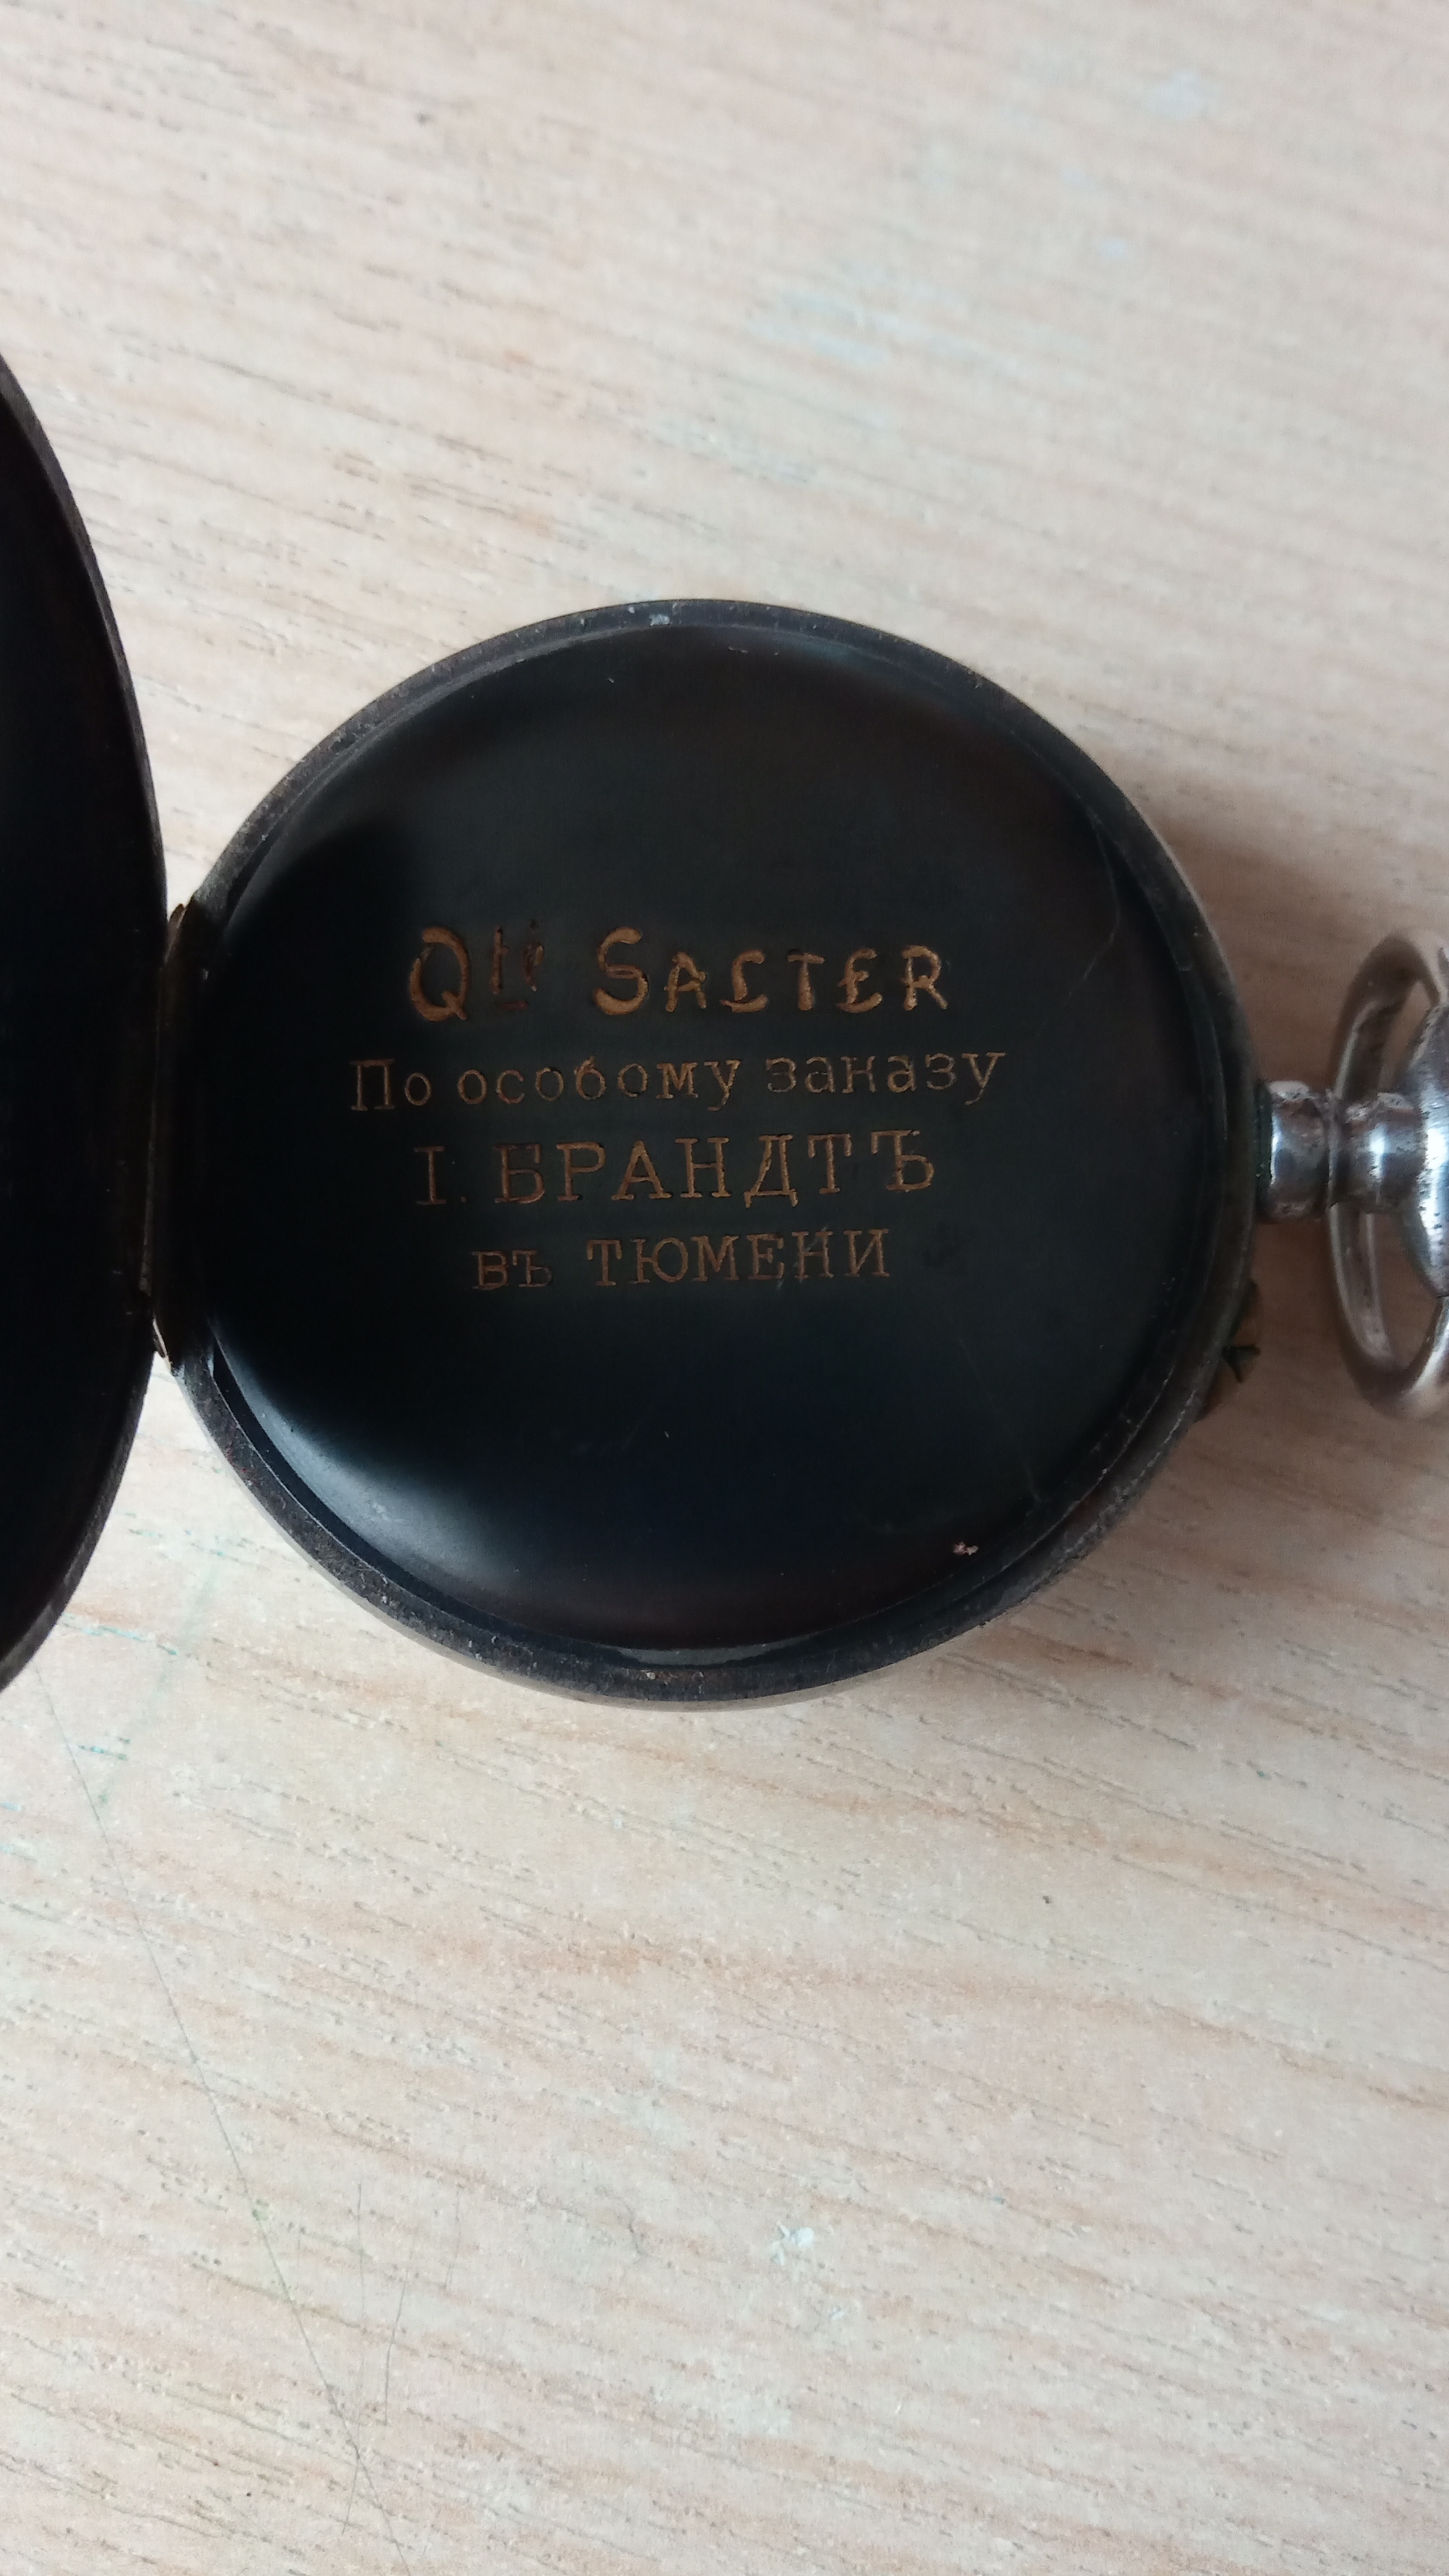 Qté SALTER
По особому заказу
І. БРАНДТЪ
въ ТЮМЕНИ